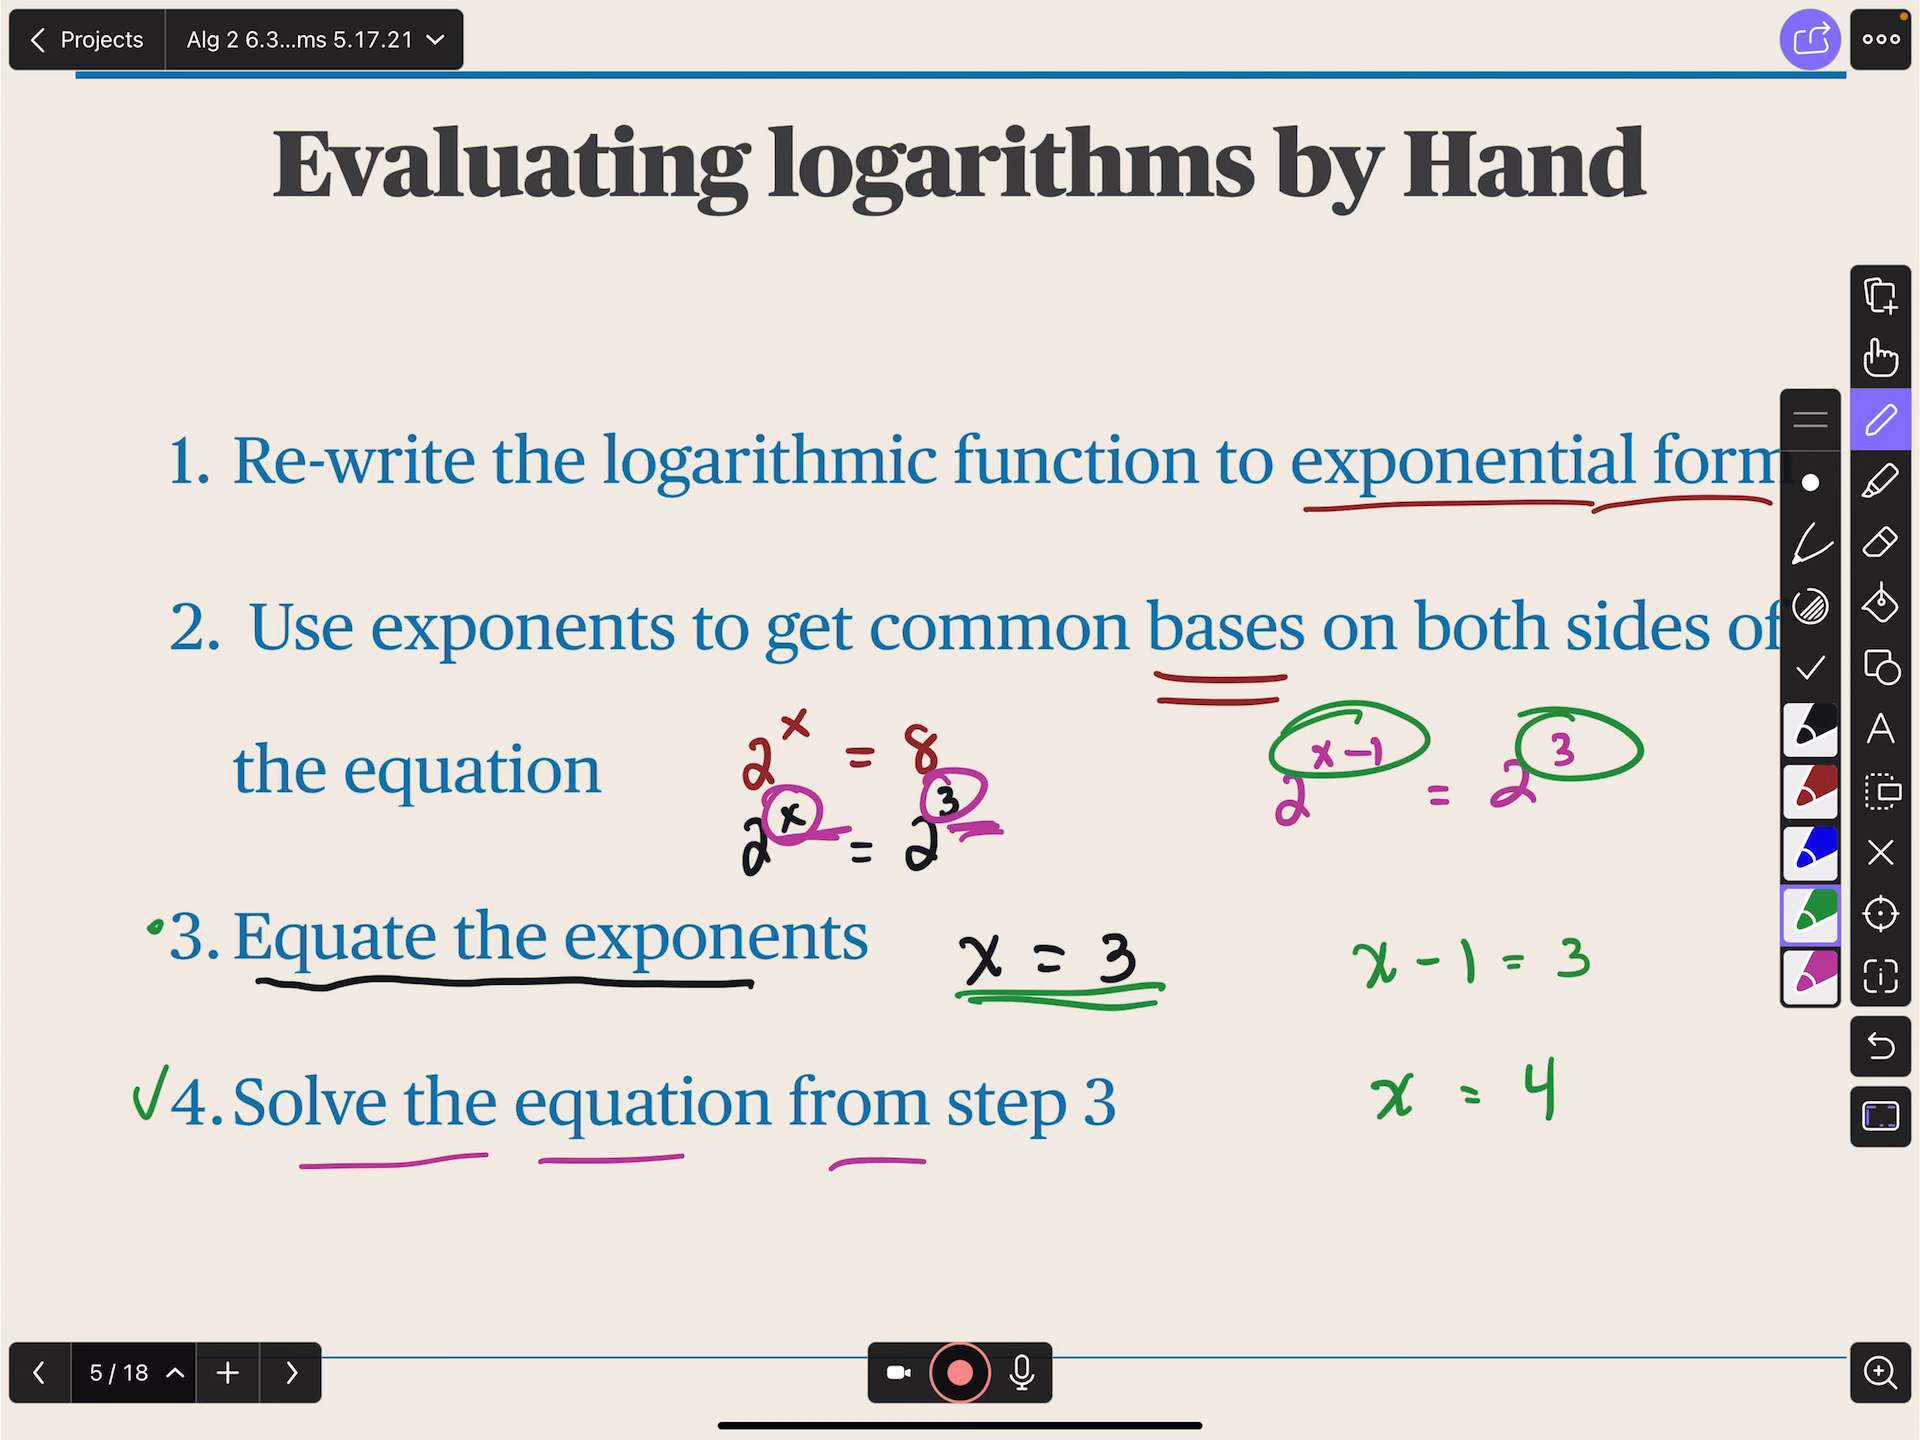 Projects Alg 2 6.3...ms 5.17.21
Evaluating logarithms by Hand
1. Re-write the logarithmic function to exponential form
2. Use exponents to get common bases on both sides of
the equation
2^x = 8
2^x = 2^3
2^(x-1) = 2^3
3. Equate the exponents
x = 3
x - 1 = 3
4. Solve the equation from step 3
x = 4
5 / 18